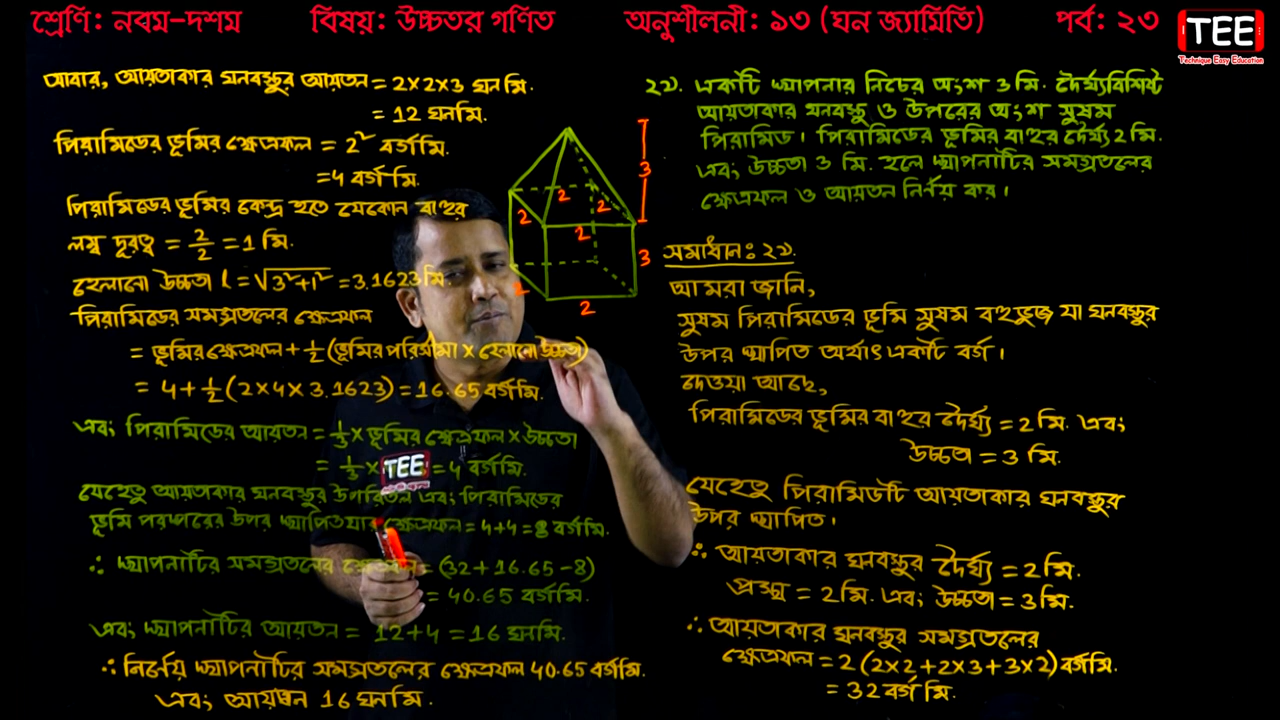 শ্রেণি: নবম-দশম বিষয়: উচ্চতর গণিত অনুশীলনী: ১৩ (ঘন জ্যামিতি) পর্ব: ২৩
TEE
Technique Easy Education
২১. একটি স্থাপনার নিচের অংশ 3 মি. দৈর্ঘ্যবিশিষ্ট
আয়তাকার ঘনবস্তু ও উপরের অংশ সুষম
পিরামিড। পিরামিডের ভূমির বাহুর দৈর্ঘ্য 2 মি.
এবং উচ্চতা ৩ মি. হলে স্থাপনাটির সমগ্রতলের
ক্ষেত্রফল ও আয়তন নির্ণয় কর।
সমাধান: ২১
আমরা জানি,
সুষম পিরামিডের ভূমি সুষম বহুভুজ যা ঘনবস্তুর
উপর স্থাপিত অর্থাৎ একটি বর্গ।
দেওয়া আছে,
পিরামিডের ভূমির বাহুর দৈর্ঘ্য = 2 মি. এবং
উচ্চতা = 3 মি.
যেহেতু পিরামিডটি আয়তাকার ঘনবস্তুর
উপর স্থাপিত।
∴ আয়তাকার ঘনবস্তুর দৈর্ঘ্য = 2 মি.
প্রস্থ = 2 মি. এবং উচ্চতা = 3 মি.
∴ আয়তাকার ঘনবস্তুর সমগ্রতলের
ক্ষেত্রফল = 2 (2×2+2×3+3×2) বর্গমি.
= 32 বর্গ মি.
3
2
2
2
2
2
3
2
আবার, আয়তাকার ঘনবস্তুর আয়তন = 2×2×3 ঘন মি.
= 12 ঘনমি.
পিরামিডের ভূমির ক্ষেত্রফল = 2² বর্গমি.
= 4 বর্গ মি.
পিরামিডের ভূমির কেন্দ্র হতে যেকোন বাহুর
লম্ব দূরত্ব = 2/2 = 1 মি.
হেলানো উচ্চতা l = √3²+1² = 3.1623 মি.
পিরামিডের সমগ্রতলের ক্ষেত্রফল
= ভূমির ক্ষেত্রফল + 1/2 (ভূমির পরিসীমা × হেলানো উচ্চতা)
= 4 + 1/2 (2×4×3.1623) = 16.65 বর্গমি.
এবং পিরামিডের আয়তন = 1/3 × ভূমির ক্ষেত্রফল × উচ্চতা
= 1/3 × = 4 বর্গমি.
TEE
যেহেতু আয়তাকার ঘনবস্তুর উপরিতল এবং পিরামিডের
ভূমি পরস্পরের উপর স্থাপিত যার ক্ষেত্রফল = 4+4 = 8 বর্গমি.
∴ স্থাপনাটির সমগ্রতলের ক্ষেত্রফল = (32 + 16.65 - 8)
= 40.65 বর্গমি.
এবং স্থাপনাটির আয়তন = 12 + 4 = 16 ঘনমি.
∴ নির্ণেয় স্থাপনাটির সমগ্রতলের ক্ষেত্রফল 40.65 বর্গমি.
এবং আয়তন 16 ঘনমি.